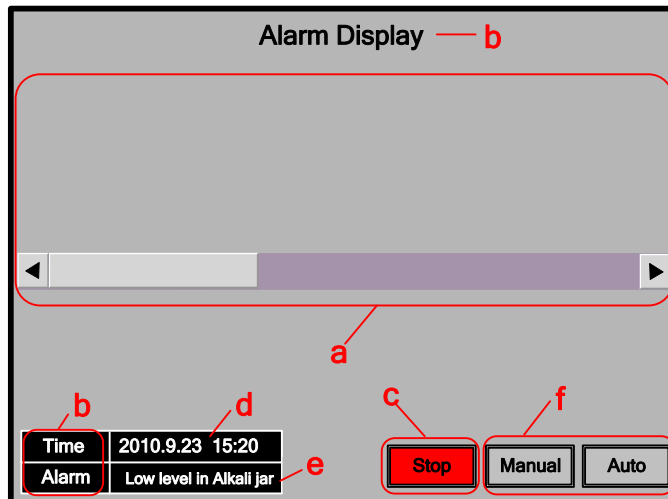 Alarm Display b
a
b d c f
Time 2010.9.23 15:20
Alarm Low level in Alkali jar e
Stop Manual Auto